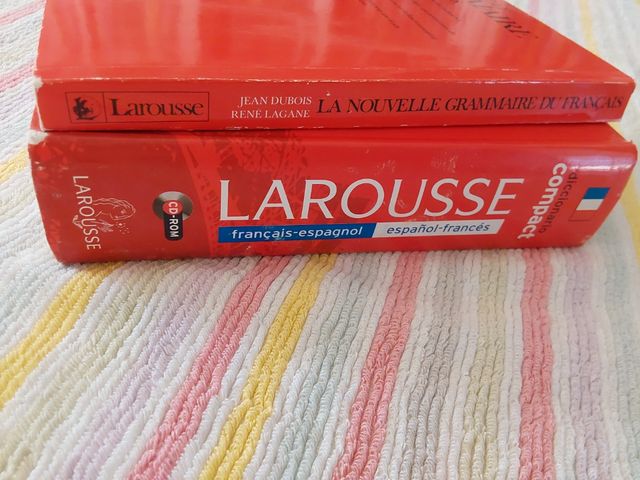 Larousse
JEAN DUBOIS
RENÉ LAGANE
LA NOUVELLE GRAMMAIRE DU FRANÇAIS
LAROUSSE
CD-ROM
LAROUSSE
français-espagnol
español-francés
diccionario
compact